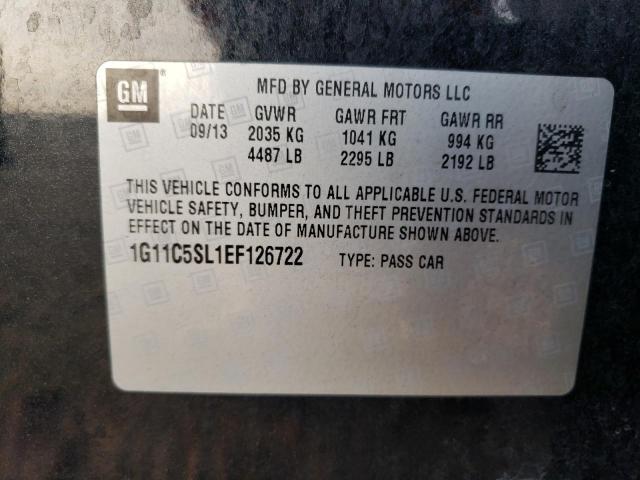 GM
MFD BY GENERAL MOTORS LLC
DATE GVWR GAWR FRT GAWR RR
09/13 2035 KG 1041 KG 994 KG
4487 LB 2295 LB 2192 LB
THIS VEHICLE CONFORMS TO ALL APPLICABLE U.S. FEDERAL MOTOR
VEHICLE SAFETY, BUMPER, AND THEFT PREVENTION STANDARDS IN
EFFECT ON THE DATE OF MANUFACTURE SHOWN ABOVE.
1G11C5SL1EF126722 TYPE: PASS CAR